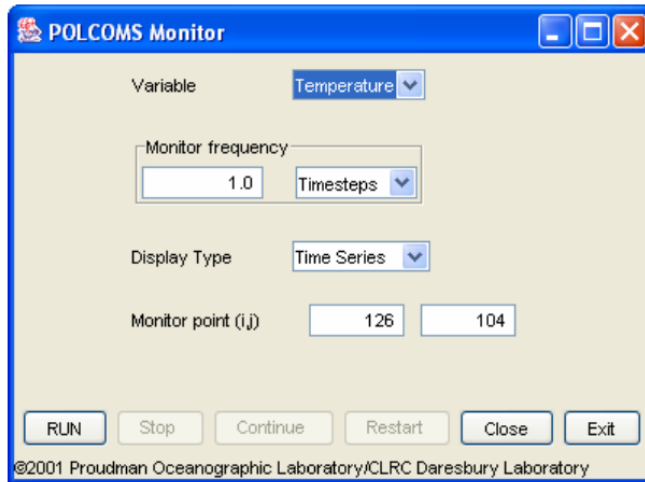 POLCOMS Monitor
Variable Temperature
Monitor frequency
1.0 Timesteps
Display Type Time Series
Monitor point (i,j) 126 104
RUN Stop Continue Restart Close Exit
©2001 Proudman Oceanographic Laboratory/CLRC Daresbury Laboratory